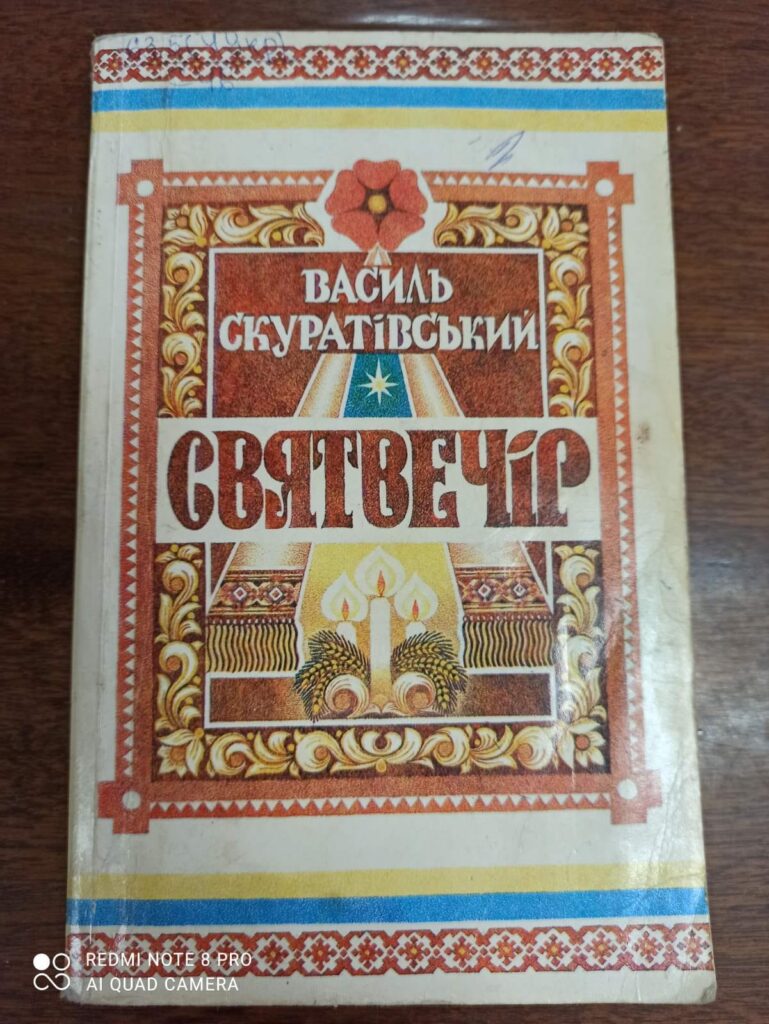 ВАСИЛЬ
СКУРАТІВСЬКИЙ
СВЯТВЕЧІР
REDMI NOTE 8 PRO
AI QUAD CAMERA